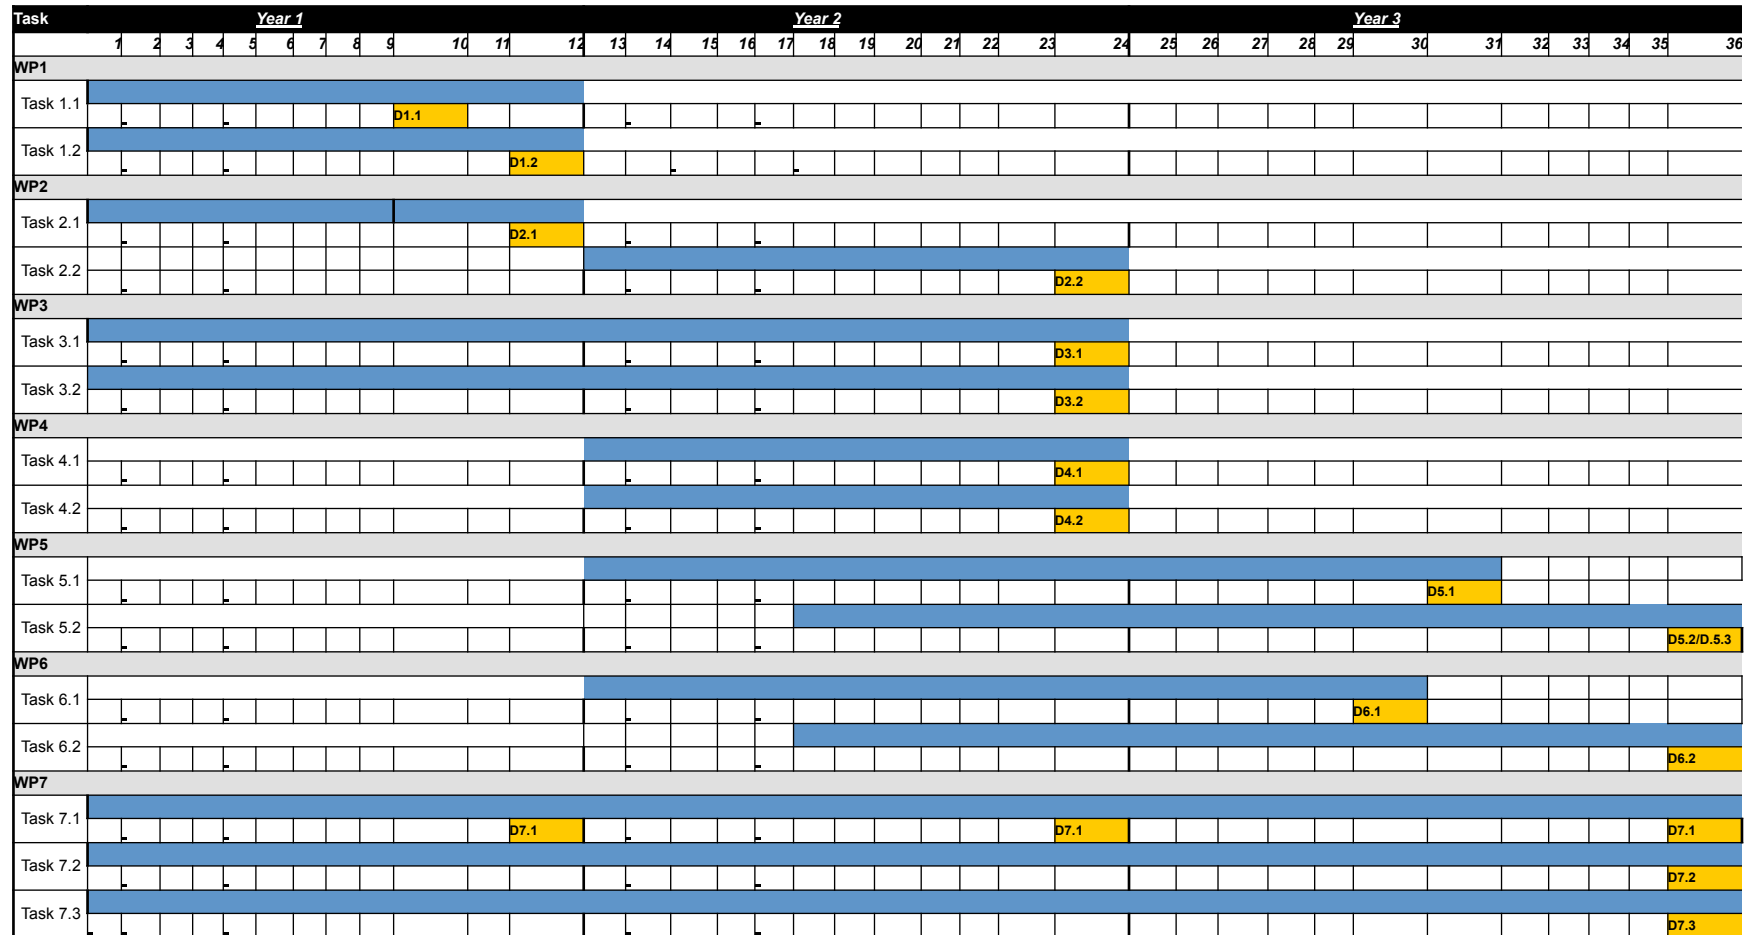 Task Year 1 Year 2 Year 3
1 2 3 4 5 6 7 8 9 10 11 12 13 14 15 16 17 18 19 20 21 22 23 24 25 26 27 28 29 30 31 32 33 34 35 36
WP1
Task 1.1
D1.1
Task 1.2
D1.2
WP2
Task 2.1
D2.1
Task 2.2
D2.2
WP3
Task 3.1
D3.1
Task 3.2
D3.2
WP4
Task 4.1
D4.1
Task 4.2
D4.2
WP5
Task 5.1
D5.1
Task 5.2
D5.2/D.5.3
WP6
Task 6.1
D6.1
Task 6.2
D6.2
WP7
Task 7.1
D7.1 D7.1 D7.1
Task 7.2
D7.2
Task 7.3
D7.3